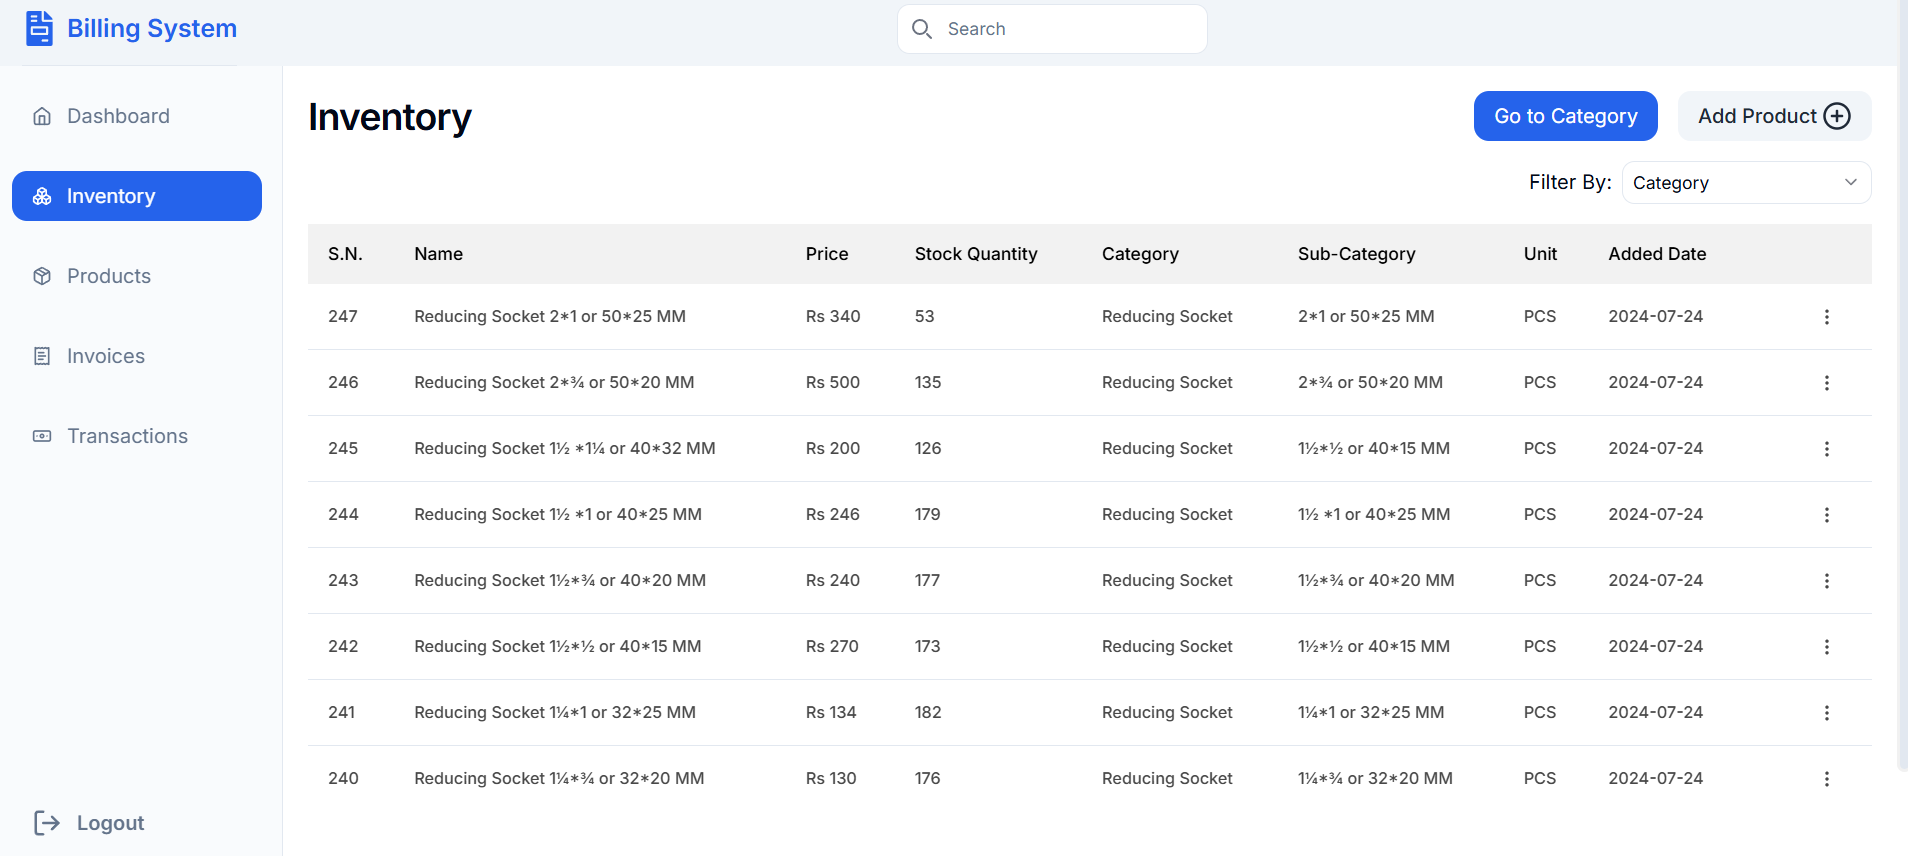 Billing System
Search
Dashboard
Inventory
Products
Invoices
Transactions
Logout
Inventory
Go to Category
Add Product
Filter By: Category
S.N. Name Price Stock Quantity Category Sub-Category Unit Added Date
247 Reducing Socket 2*1 or 50*25 MM Rs 340 53 Reducing Socket 2*1 or 50*25 MM PCS 2024-07-24
246 Reducing Socket 2*¾ or 50*20 MM Rs 500 135 Reducing Socket 2*¾ or 50*20 MM PCS 2024-07-24
245 Reducing Socket 1½ *1¼ or 40*32 MM Rs 200 126 Reducing Socket 1½*½ or 40*15 MM PCS 2024-07-24
244 Reducing Socket 1½ *1 or 40*25 MM Rs 246 179 Reducing Socket 1½ *1 or 40*25 MM PCS 2024-07-24
243 Reducing Socket 1½*¾ or 40*20 MM Rs 240 177 Reducing Socket 1½*¾ or 40*20 MM PCS 2024-07-24
242 Reducing Socket 1½*½ or 40*15 MM Rs 270 173 Reducing Socket 1½*½ or 40*15 MM PCS 2024-07-24
241 Reducing Socket 1¼*1 or 32*25 MM Rs 134 182 Reducing Socket 1¼*1 or 32*25 MM PCS 2024-07-24
240 Reducing Socket 1¼*¾ or 32*20 MM Rs 130 176 Reducing Socket 1¼*¾ or 32*20 MM PCS 2024-07-24